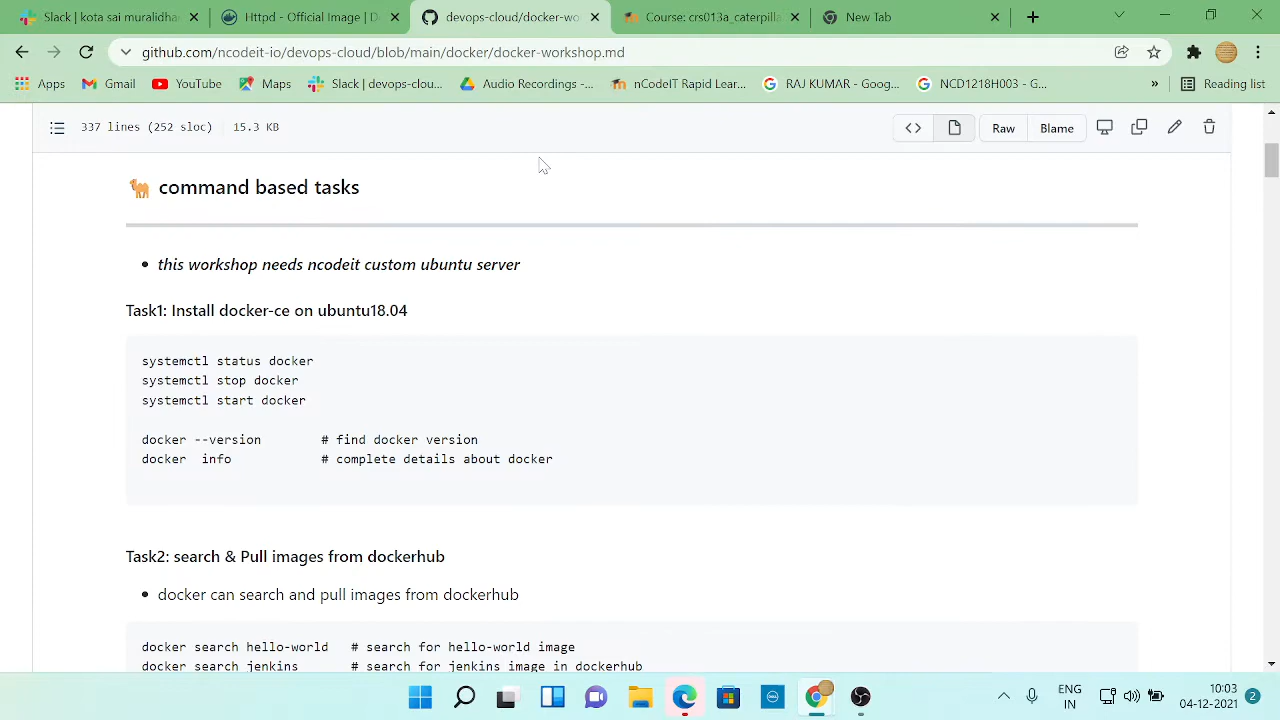 Slack | kota sai muralidha
Httpd - Official Image | D
devops-cloud/docker-wo
Course: crs013a_caterpilla
New Tab
github.com/ncodeit-io/devops-cloud/blob/main/docker/docker-workshop.md
Apps
Gmail
YouTube
Maps
Slack | devops-clou...
Audio Recordings -...
nCodeIT Rapid Lear...
RAJ KUMAR - Goog...
NCD1218H003 - G...
»
Reading list
337 lines (252 sloc)
15.3 KB
<>
Raw
Blame
command based tasks
• this workshop needs ncodeit custom ubuntu server
Task1: Install docker-ce on ubuntu18.04
systemctl status docker
systemctl stop docker
systemctl start docker
docker --version # find docker version
docker info # complete details about docker
Task2: search & Pull images from dockerhub
• docker can search and pull images from dockerhub
docker search hello-world # search for hello-world image
docker search jenkins # search for jenkins image in dockerhub
DELL
ENG
IN
10:03
04-12-2021
2